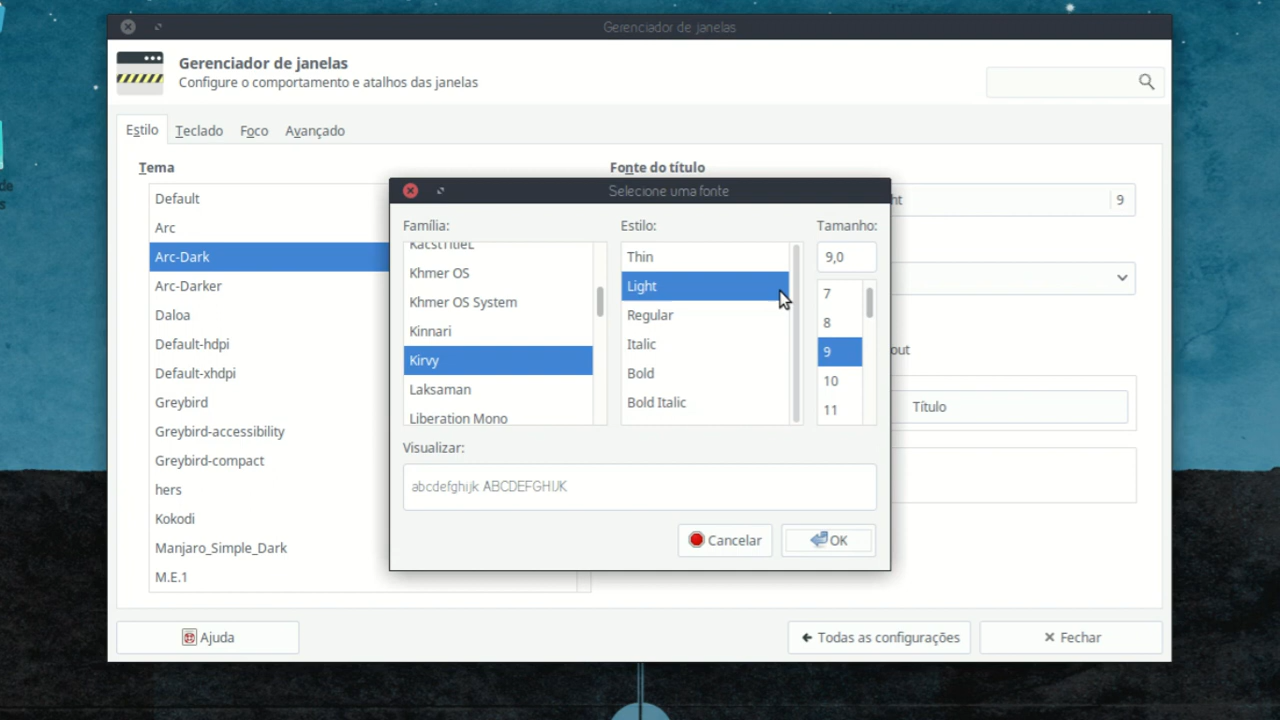 Gerenciador de janelas
Gerenciador de janelas
Configure o comportamento e atalhos das janelas
Estilo Teclado Foco Avançado
Tema
Default
Arc
Arc-Dark
Arc-Darker
Daloa
Default-hdpi
Default-xhdpi
Greybird
Greybird-accessibility
Greybird-compact
hers
Kokodi
Manjaro_Simple_Dark
M.E.1
Fonte do título
ht 9
out
Título
Selecione uma fonte
Família:
KacstTitleL
Khmer OS
Khmer OS System
Kinnari
Kirvy
Laksaman
Liberation Mono
Estilo:
Thin
Light
Regular
Italic
Bold
Bold Italic
Tamanho:
9,0
7
8
9
10
11
Visualizar:
abcdefghijk ABCDEFGHIJK
Cancelar OK
Ajuda Todas as configurações Fechar
de
s